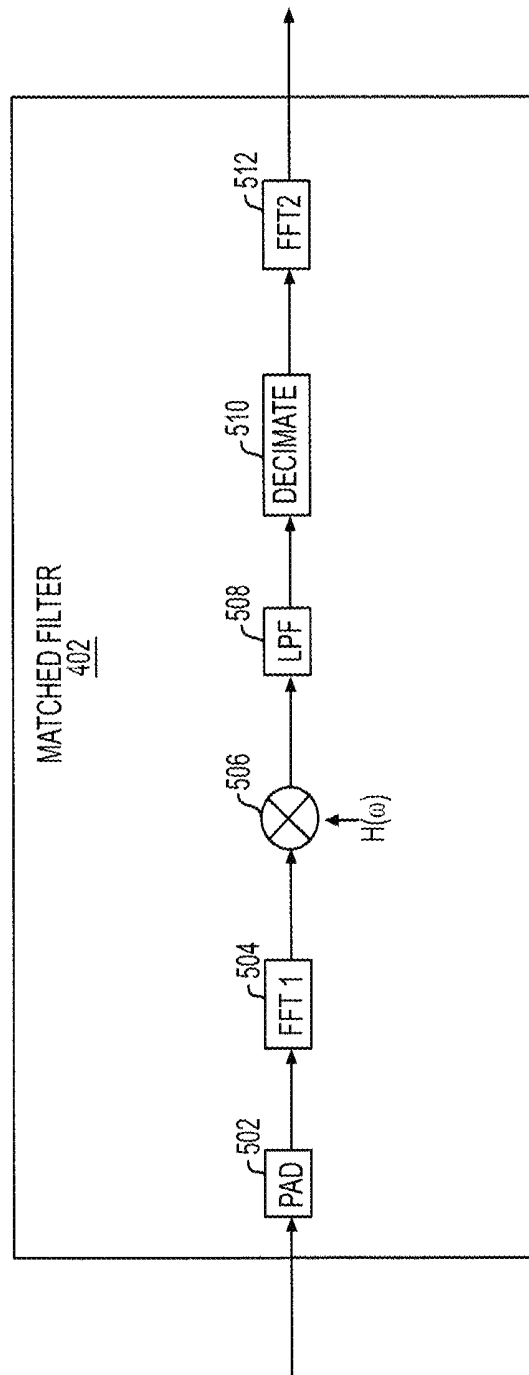 MATCHED FILTER
402
502
PAD
504
FFT 1
506
H(ω)
508
LPF
510
DECIMATE
512
FFT2